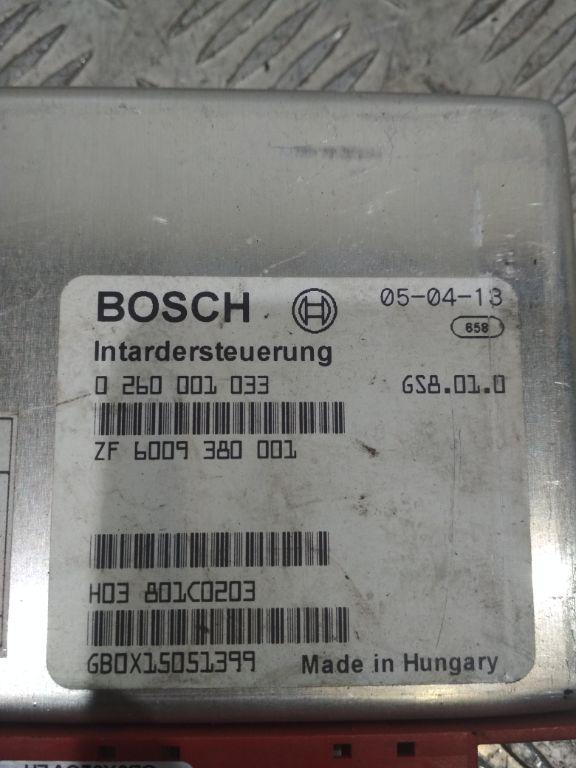 BOSCH 05-04-13
658
Intardersteuerung
0 260 001 033 GS8.01.0
ZF 6009 380 001
H03 801C0203
GB0X15051399 Made in Hungary